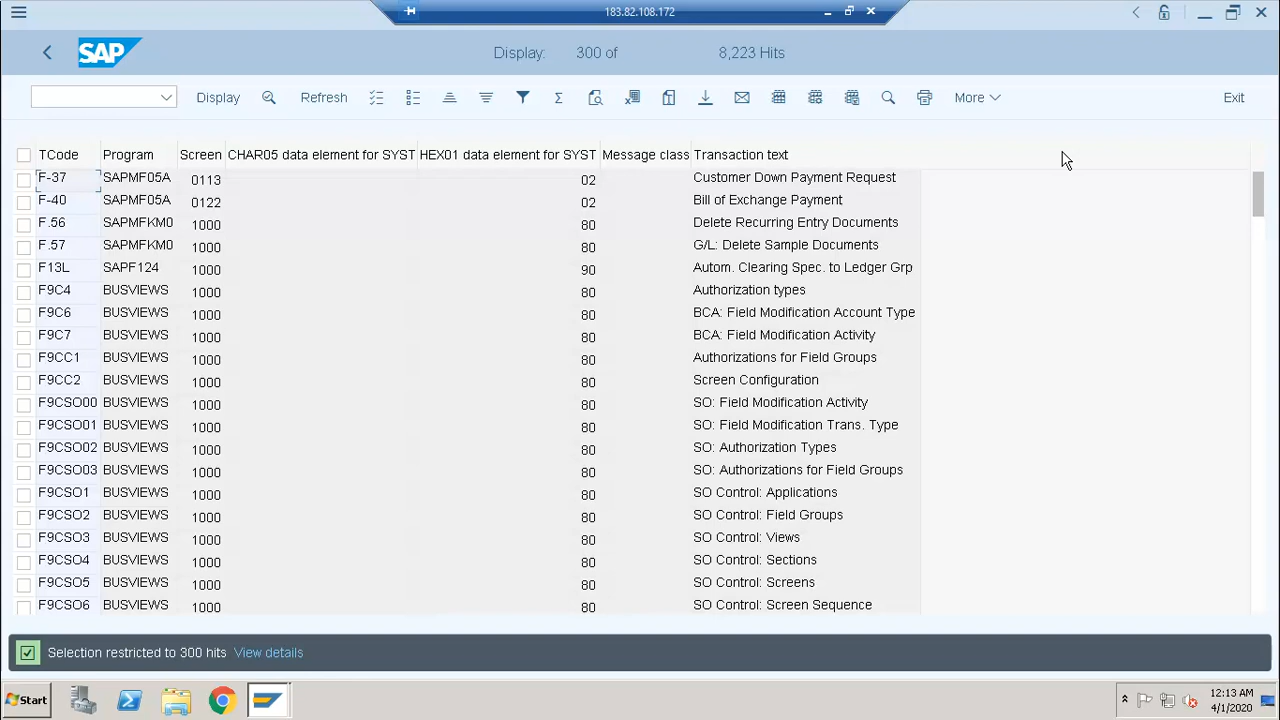 183.82.108.172
SAP Display: 300 of 8,223 Hits
Display Refresh More Exit
TCode Program Screen CHAR05 data element for SYST HEX01 data element for SYST Message class Transaction text
F-37 SAPMF05A 0113 02 Customer Down Payment Request
F-40 SAPMF05A 0122 02 Bill of Exchange Payment
F.56 SAPMFKM0 1000 80 Delete Recurring Entry Documents
F.57 SAPMFKM0 1000 80 G/L: Delete Sample Documents
F13L SAPF124 1000 90 Autom. Clearing Spec. to Ledger Grp
F9C4 BUSVIEWS 1000 80 Authorization types
F9C6 BUSVIEWS 1000 80 BCA: Field Modification Account Type
F9C7 BUSVIEWS 1000 80 BCA: Field Modification Activity
F9CC1 BUSVIEWS 1000 80 Authorizations for Field Groups
F9CC2 BUSVIEWS 1000 80 Screen Configuration
F9CSO00 BUSVIEWS 1000 80 SO: Field Modification Activity
F9CSO01 BUSVIEWS 1000 80 SO: Field Modification Trans. Type
F9CSO02 BUSVIEWS 1000 80 SO: Authorization Types
F9CSO03 BUSVIEWS 1000 80 SO: Authorizations for Field Groups
F9CSO1 BUSVIEWS 1000 80 SO Control: Applications
F9CSO2 BUSVIEWS 1000 80 SO Control: Field Groups
F9CSO3 BUSVIEWS 1000 80 SO Control: Views
F9CSO4 BUSVIEWS 1000 80 SO Control: Sections
F9CSO5 BUSVIEWS 1000 80 SO Control: Screens
F9CSO6 BUSVIEWS 1000 80 SO Control: Screen Sequence
Selection restricted to 300 hits View details
Start 12:13 AM
4/1/2020